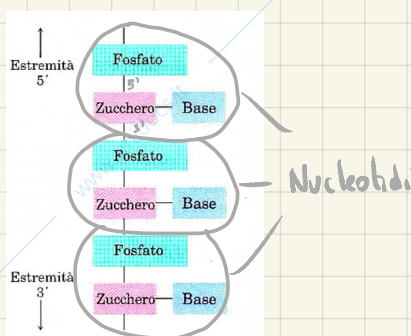 Estremità
5′
Fosfato
5'
Zucchero
Base
3'
Fosfato
Zucchero
Base
Nucleotidi
Fosfato
Estremità
3′
Zucchero
Base